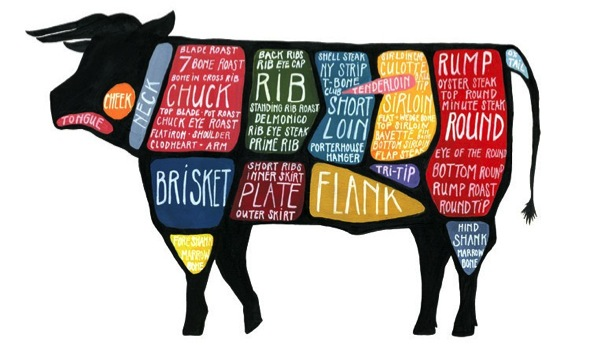 CHEEK
TONGUE
NECK
BLADE ROAST
7 BONE ROAST
BONE IN CROSS RIB
CHUCK
TOP BLADE - POT ROAST
CHUCK EYE ROAST
FLATIRON - SHOULDER
CLODHEART - ARM
BACK RIBS
RIB EYE CAP
RIB
STANDING RIB ROAST
DELMONICO
RIB EYE STEAK
PRIME RIB
SHELL STEAK
NY STRIP
T-BONE
CLUB
SHORT
LOIN
PORTERHOUSE
HANGER
TENDERLOIN
SIRLOIN
CULOTTE
TIP
SIRLOIN
FLAT - WEDGE BONE
TOP SIRLOIN
BAVETTE
BOTTOM SIRLOIN
FLAP STEAK
RUMP
OYSTER STEAK
TOP ROUND
MINUTE STEAK
ROUND
EYE OF THE ROUND
BOTTOM ROUND
RUMP ROAST
ROUND TIP
OX
TAIL
BRISKET
SHORT RIBS
INNER SKIRT
PLATE
OUTER SKIRT
FLANK
TRI-TIP
FORE SHANK
MARROW
BONE
HIND
SHANK
MARROW
BONE